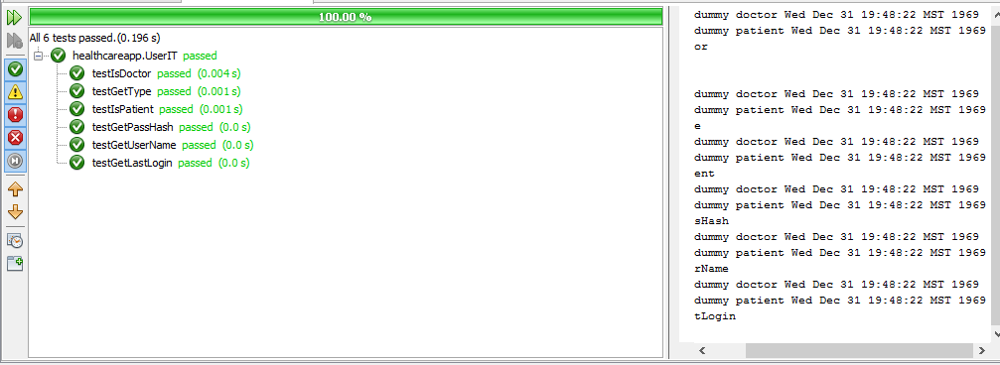 100.00 %
All 6 tests passed.(0.196 s)
healthcareapp.UserIT passed
testIsDoctor passed (0.004 s)
testGetType passed (0.001 s)
testIsPatient passed (0.001 s)
testGetPassHash passed (0.0 s)
testGetUserName passed (0.0 s)
testGetLastLogin passed (0.0 s)
dummy doctor Wed Dec 31 19:48:22 MST 1969
dummy patient Wed Dec 31 19:48:22 MST 1969
or
dummy doctor Wed Dec 31 19:48:22 MST 1969
dummy patient Wed Dec 31 19:48:22 MST 1969
e
dummy doctor Wed Dec 31 19:48:22 MST 1969
dummy patient Wed Dec 31 19:48:22 MST 1969
ent
dummy doctor Wed Dec 31 19:48:22 MST 1969
dummy patient Wed Dec 31 19:48:22 MST 1969
sHash
dummy doctor Wed Dec 31 19:48:22 MST 1969
dummy patient Wed Dec 31 19:48:22 MST 1969
rName
dummy doctor Wed Dec 31 19:48:22 MST 1969
dummy patient Wed Dec 31 19:48:22 MST 1969
tLogin